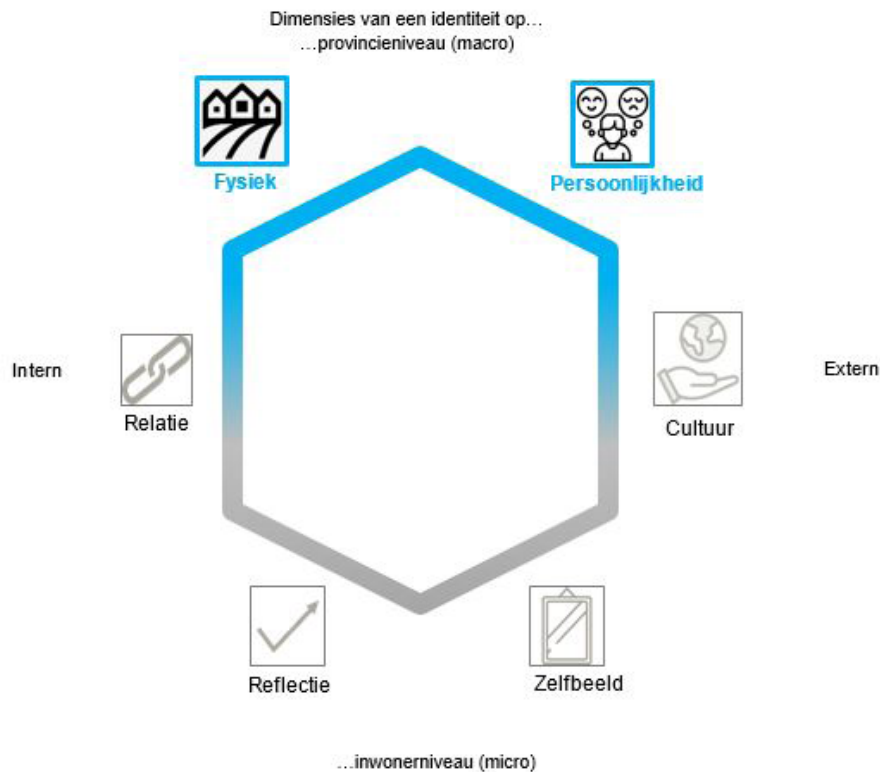 Dimensies van een identiteit op…
…provincieniveau (macro)
Fysiek
Persoonlijkheid
Intern
Extern
Relatie
Cultuur
Reflectie
Zelfbeeld
…inwonerniveau (micro)